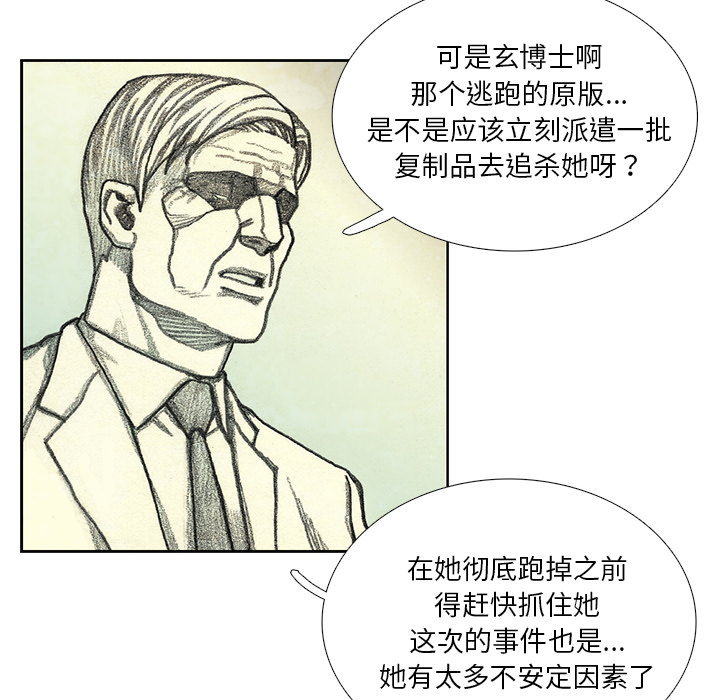 可是玄博士啊
那个逃跑的原版...
是不是应该立刻派遣一批
复制品去追杀她呀？
在她彻底跑掉之前
得赶快抓住她
这次的事件也是...
她有太多不安定因素了